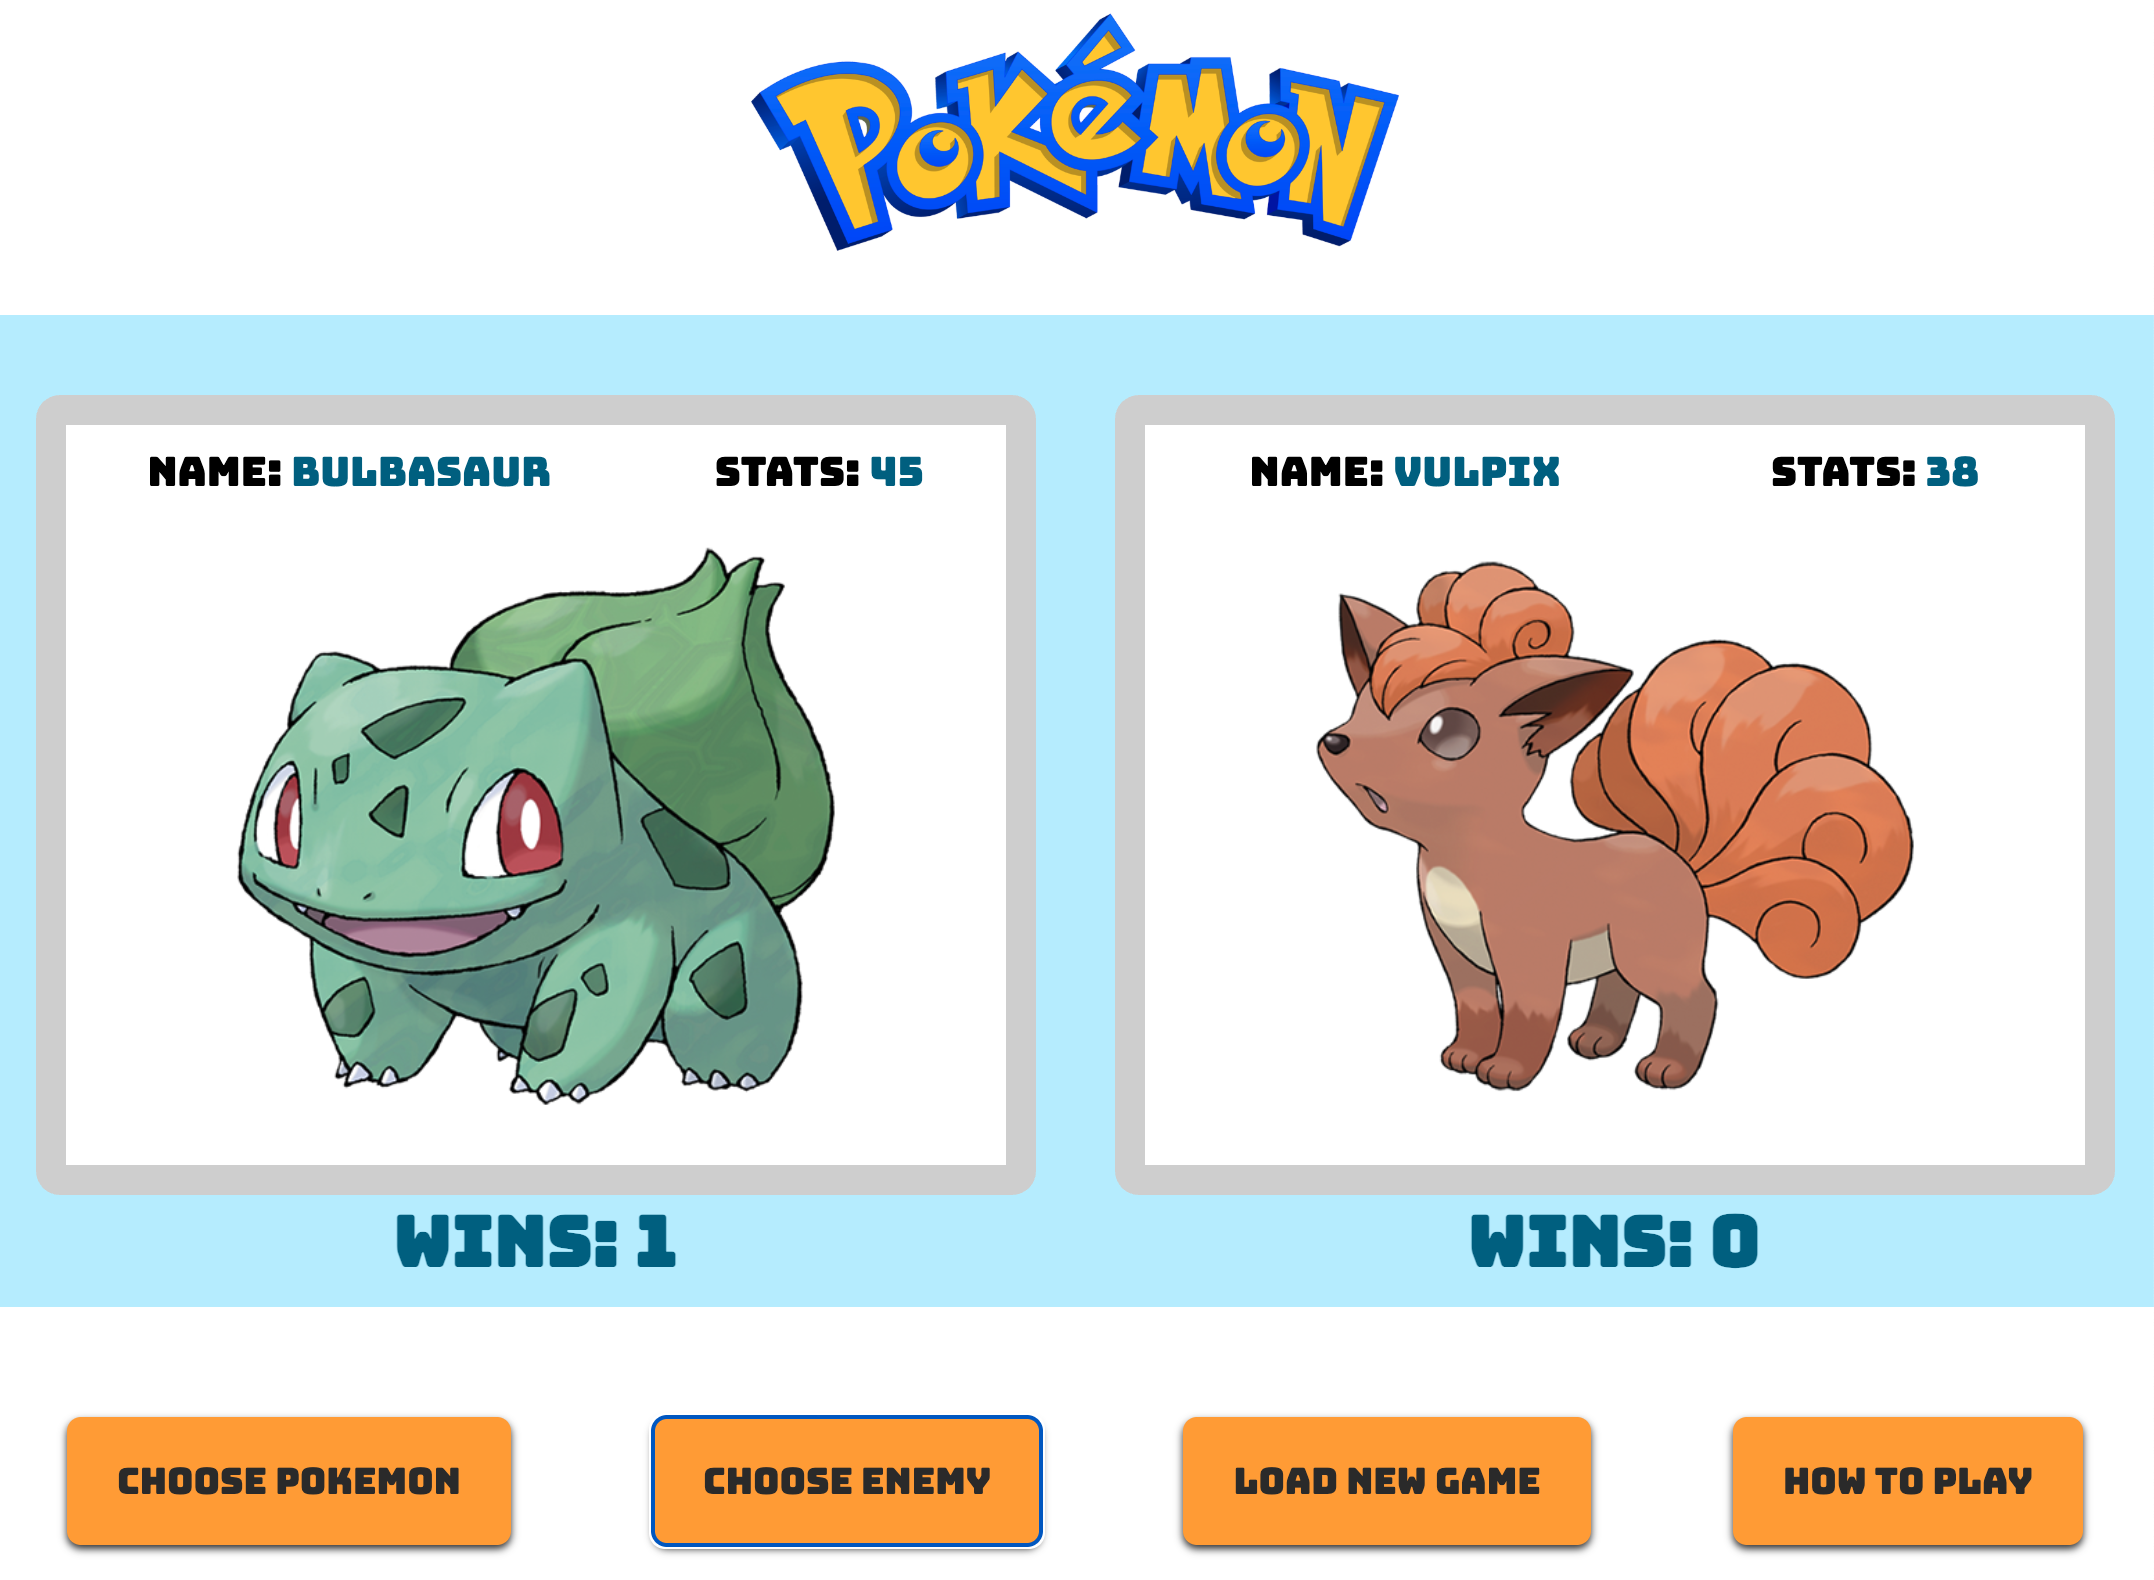 POKéMON
NAME: BULBASAUR STATS: 45
NAME: VULPIX STATS: 38
WINS: 1
WINS: 0
CHOOSE POKEMON
CHOOSE ENEMY
LOAD NEW GAME
HOW TO PLAY